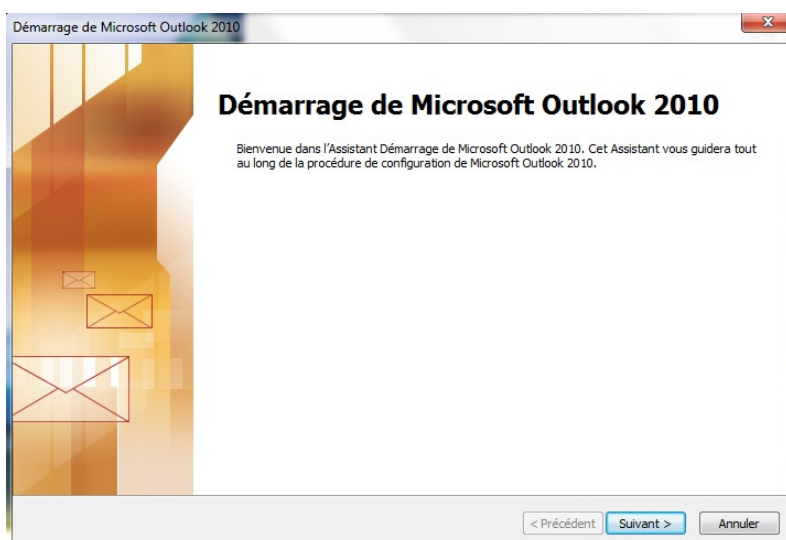 Démarrage de Microsoft Outlook 2010
Démarrage de Microsoft Outlook 2010
Bienvenue dans l'Assistant Démarrage de Microsoft Outlook 2010. Cet Assistant vous guidera tout
au long de la procédure de configuration de Microsoft Outlook 2010.
< Précédent Suivant > Annuler